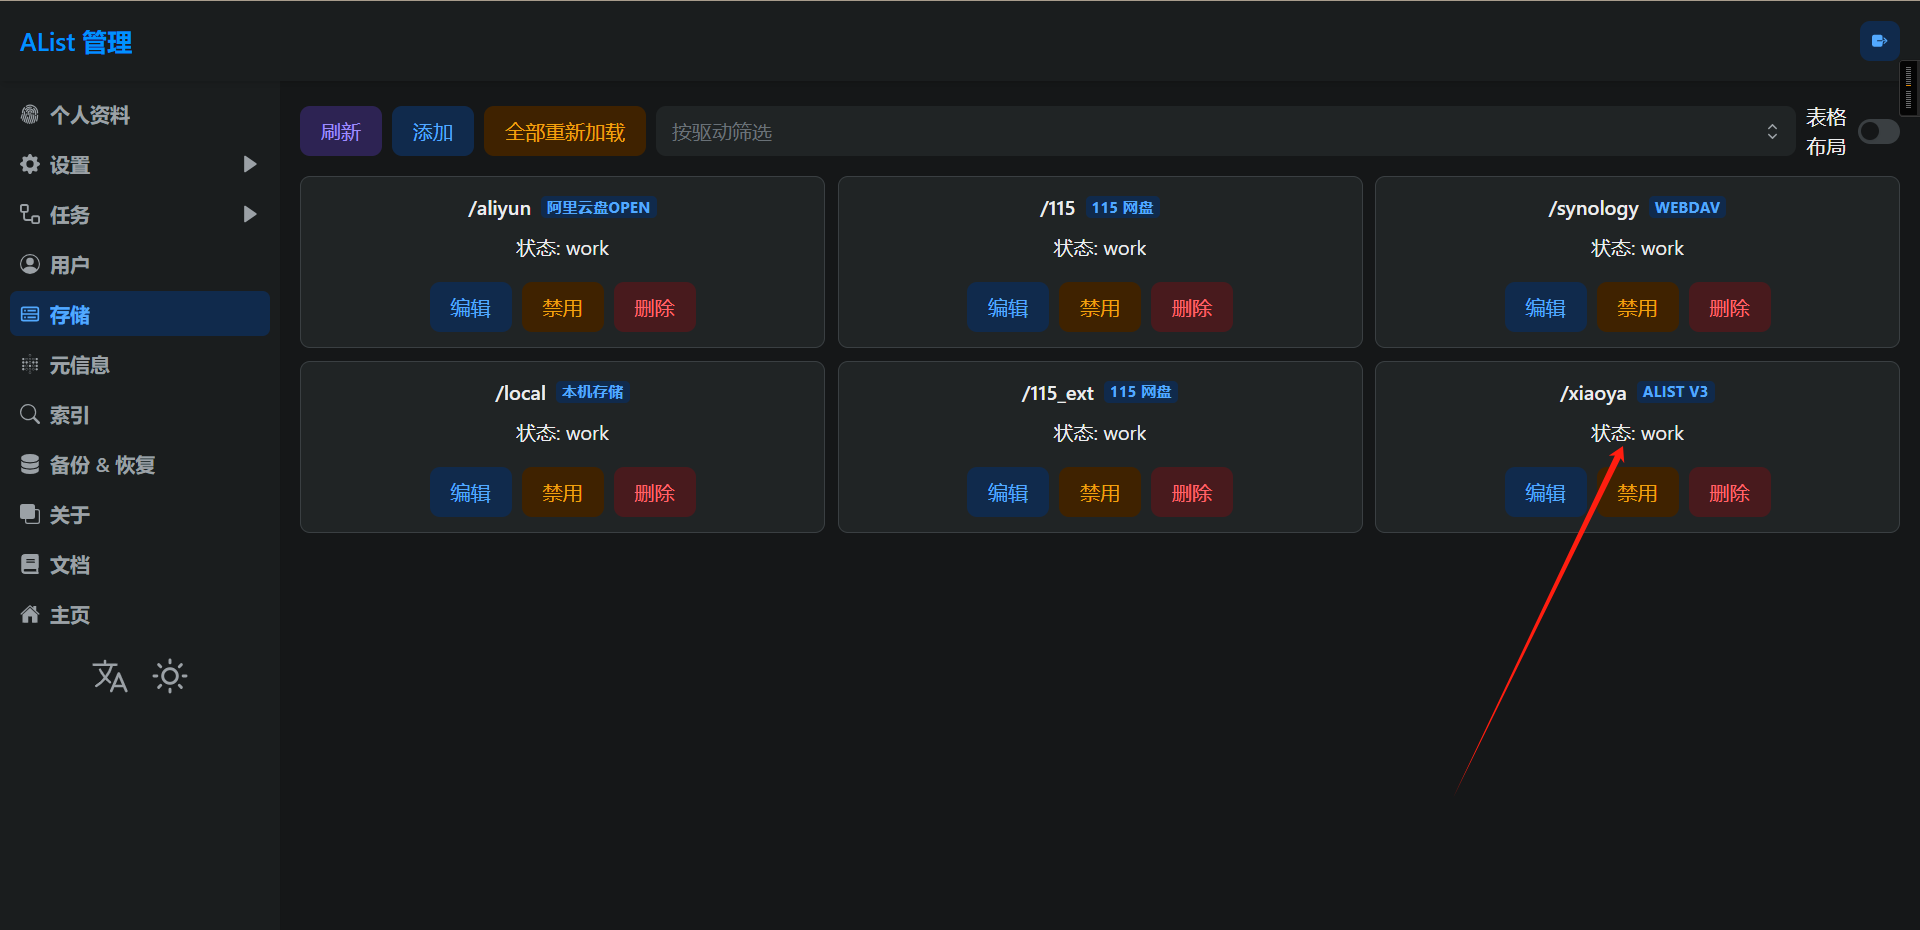 AList 管理
个人资料
设置
任务
用户
存储
元信息
索引
备份 & 恢复
关于
文档
主页
刷新
添加
全部重新加载
按驱动筛选
表格
布局
/aliyun 阿里云盘OPEN
状态: work
编辑 禁用 删除
/115 115 网盘
状态: work
编辑 禁用 删除
/synology WEBDAV
状态: work
编辑 禁用 删除
/local 本机存储
状态: work
编辑 禁用 删除
/115_ext 115 网盘
状态: work
编辑 禁用 删除
/xiaoya ALIST V3
状态: work
编辑 禁用 删除